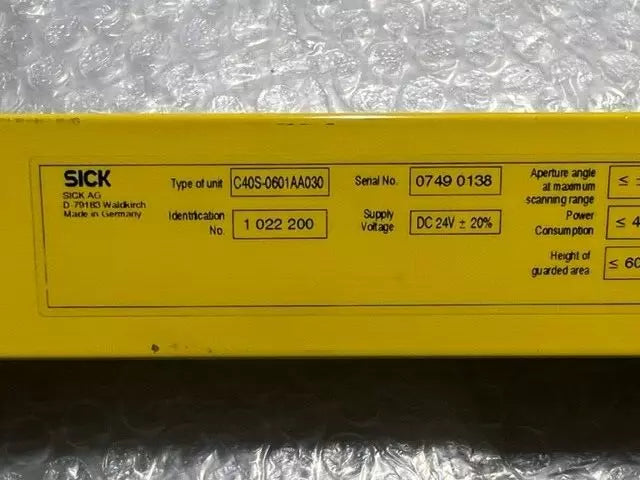 SICK
SICK AG
D-79183 Waldkirch
Made in Germany
Type of unit C40S-0601AA030
Identification No. 1 022 200
Serial No. 0749 0138
Supply Voltage DC 24V ± 20%
Aperture angle
at maximum
scanning range ≤
Power
Consumption ≤ 4
Height of
guarded area ≤ 60